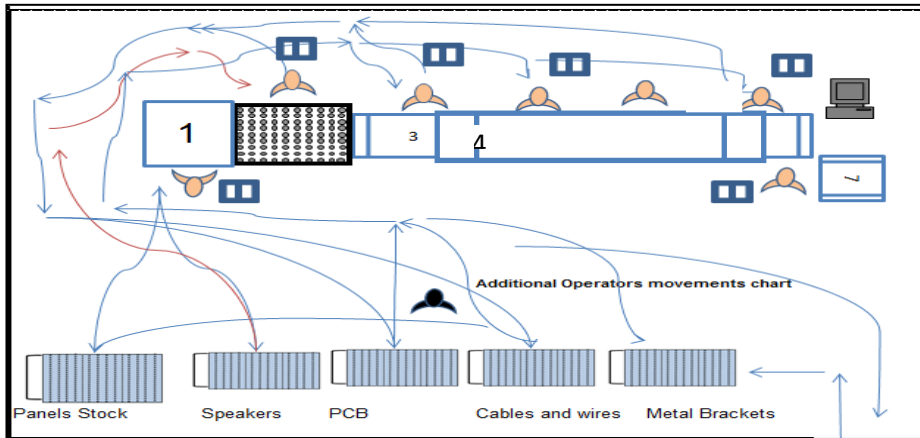 1
3
4
7
Additional Operators movements chart
Panels Stock
Speakers
PCB
Cables and wires
Metal Brackets